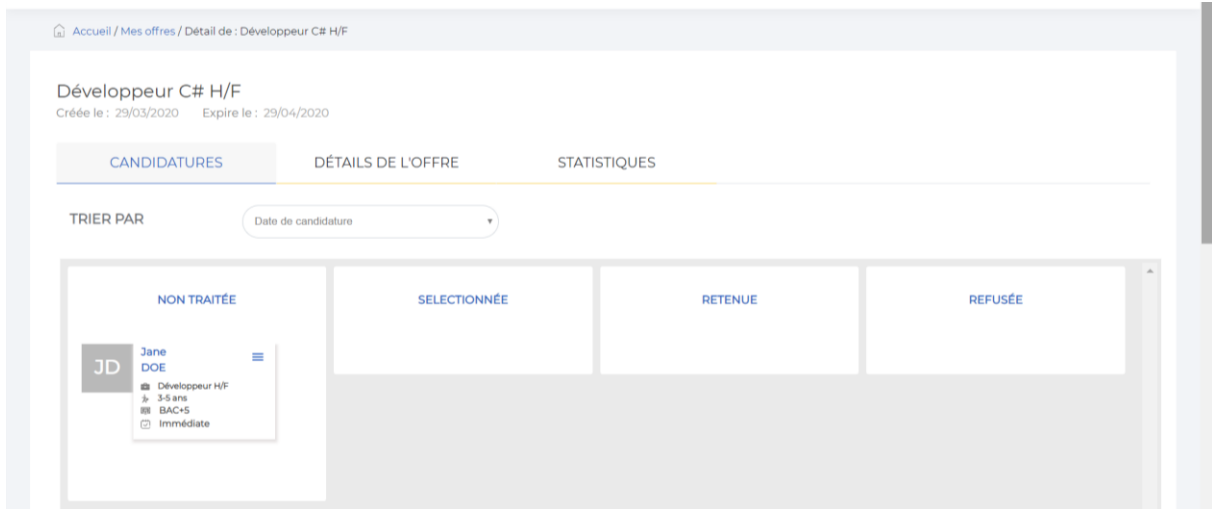 Accueil / Mes offres / Détail de : Développeur C# H/F
Développeur C# H/F
Créée le : 29/03/2020 Expire le : 29/04/2020
CANDIDATURES DÉTAILS DE L'OFFRE STATISTIQUES
TRIER PAR Date de candidature
NON TRAITÉE SELECTIONNÉE RETENUE REFUSÉE
JD
Jane
DOE
Développeur H/F
3-5 ans
BAC+5
Immédiate